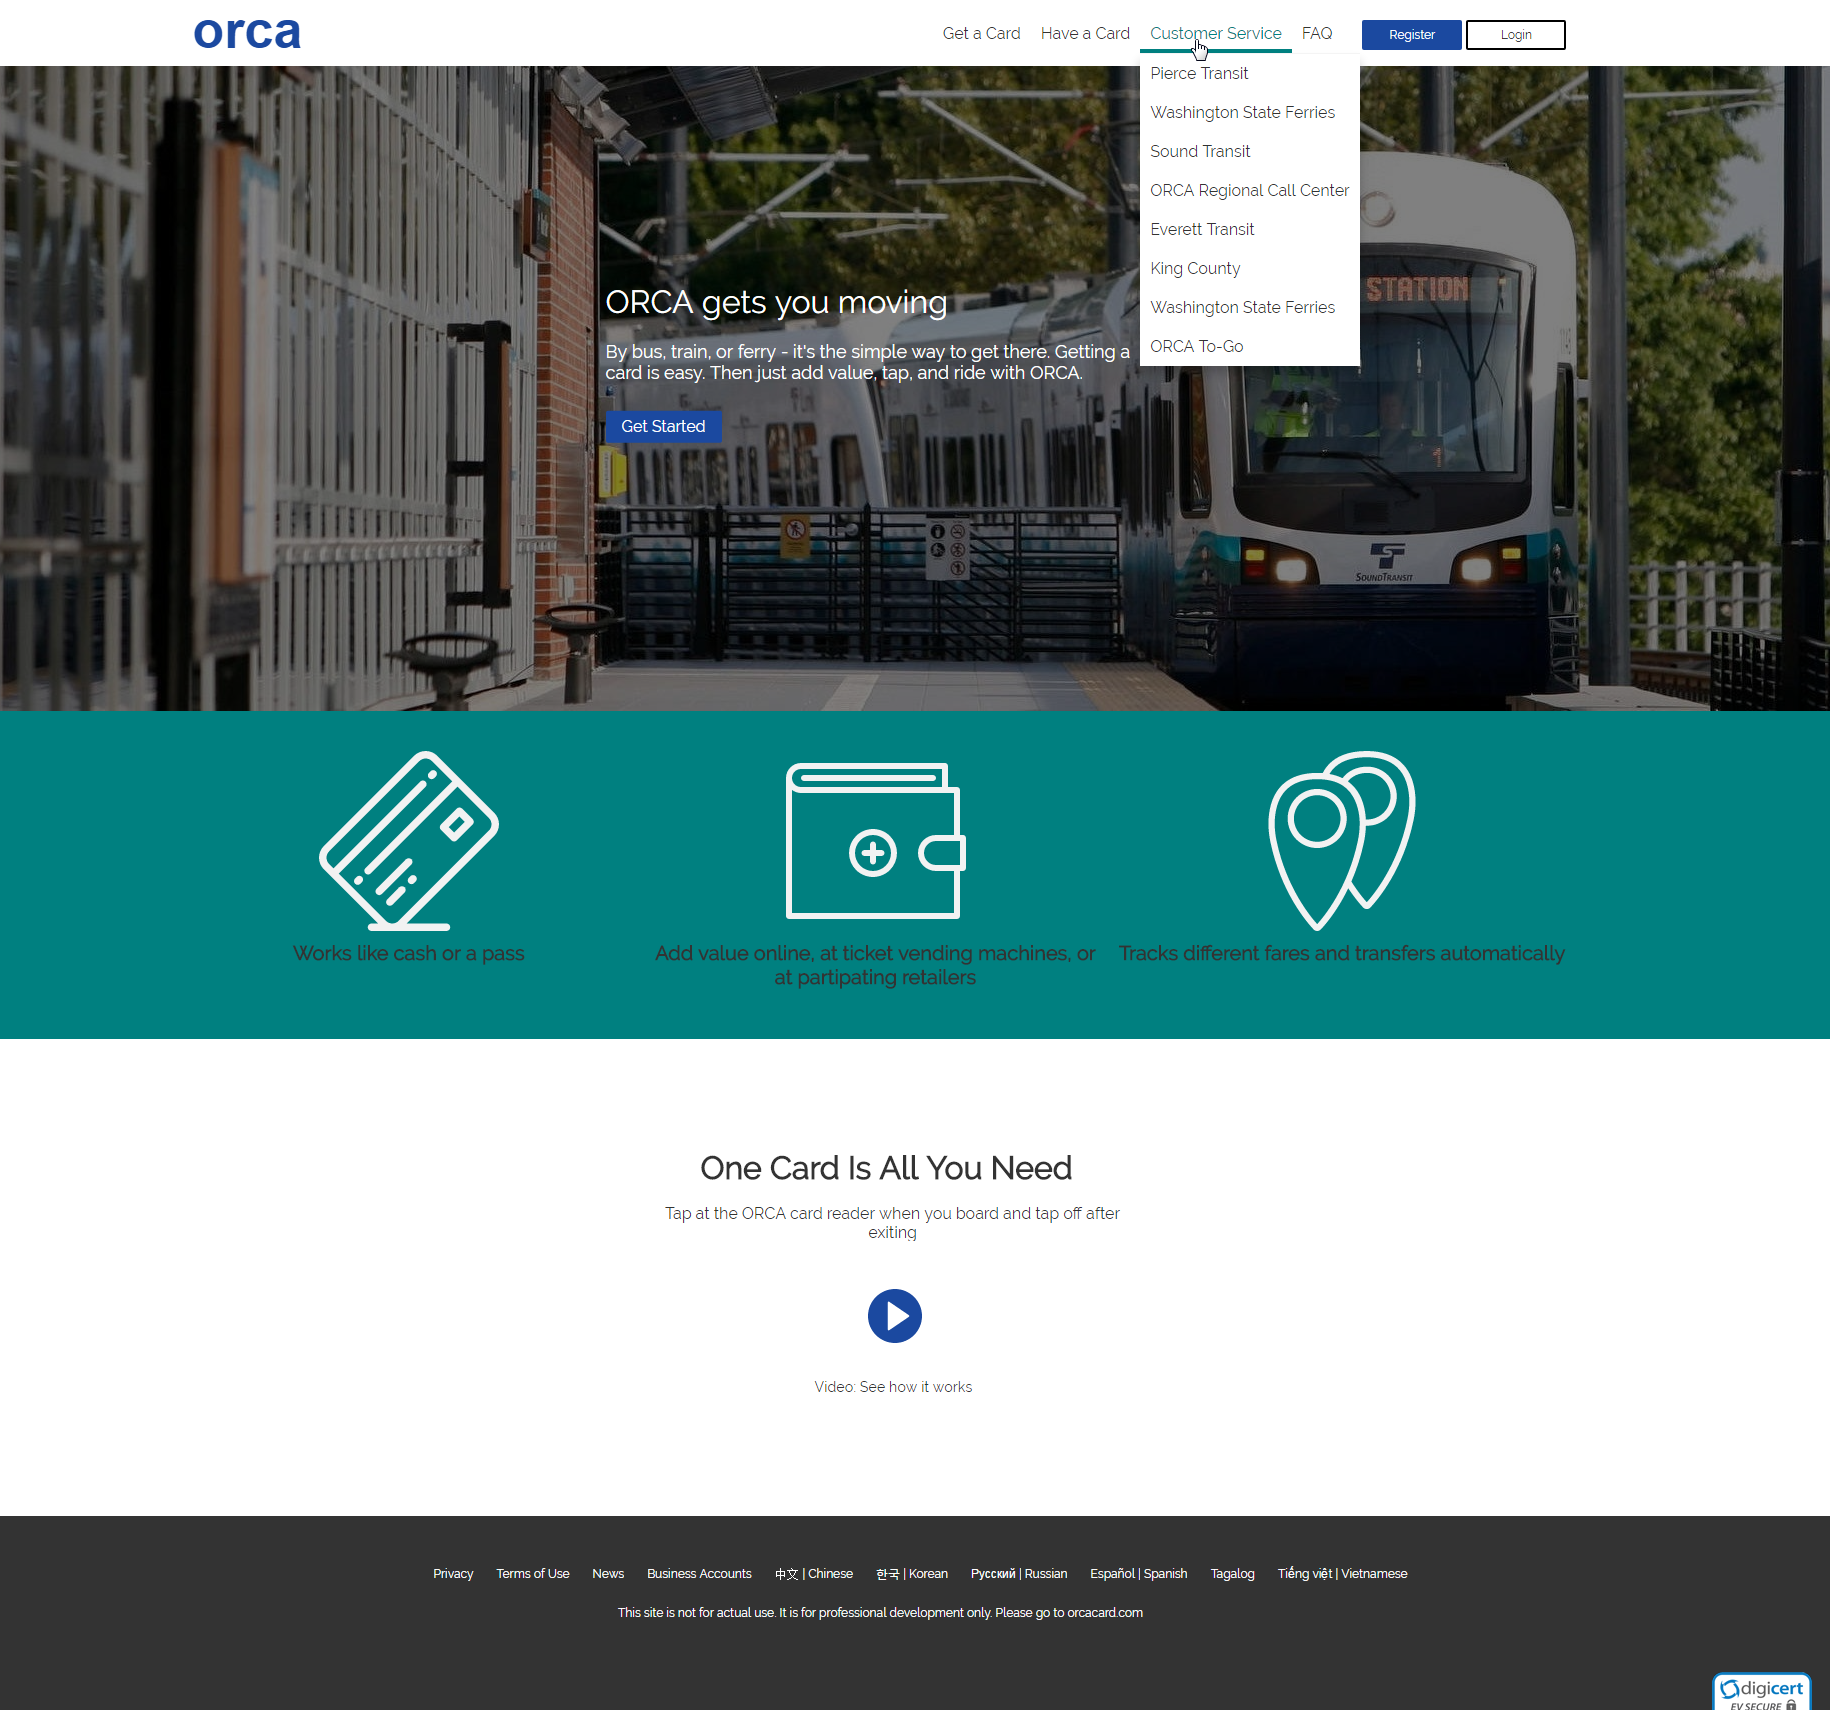 orca
Get a Card
Have a Card
Customer Service
FAQ
Register
Login
Pierce Transit
Washington State Ferries
Sound Transit
ORCA Regional Call Center
Everett Transit
King County
Washington State Ferries
ORCA To-Go
STATION
ORCA gets you moving
By bus, train, or ferry - it's the simple way to get there. Getting a
card is easy. Then just add value, tap, and ride with ORCA.
Get Started
SOUNDTRANSIT
Works like cash or a pass
Add value online, at ticket vending machines, or
at partipating retailers
Tracks different fares and transfers automatically
One Card Is All You Need
Tap at the ORCA card reader when you board and tap off after
exiting
Video: See how it works
Privacy
Terms of Use
News
Business Accounts
中文 | Chinese
한국 | Korean
Русский | Russian
Español | Spanish
Tagalog
Tiếng việt | Vietnamese
This site is not for actual use. It is for professional development only. Please go to orcacard.com
digicert
EV SECURE